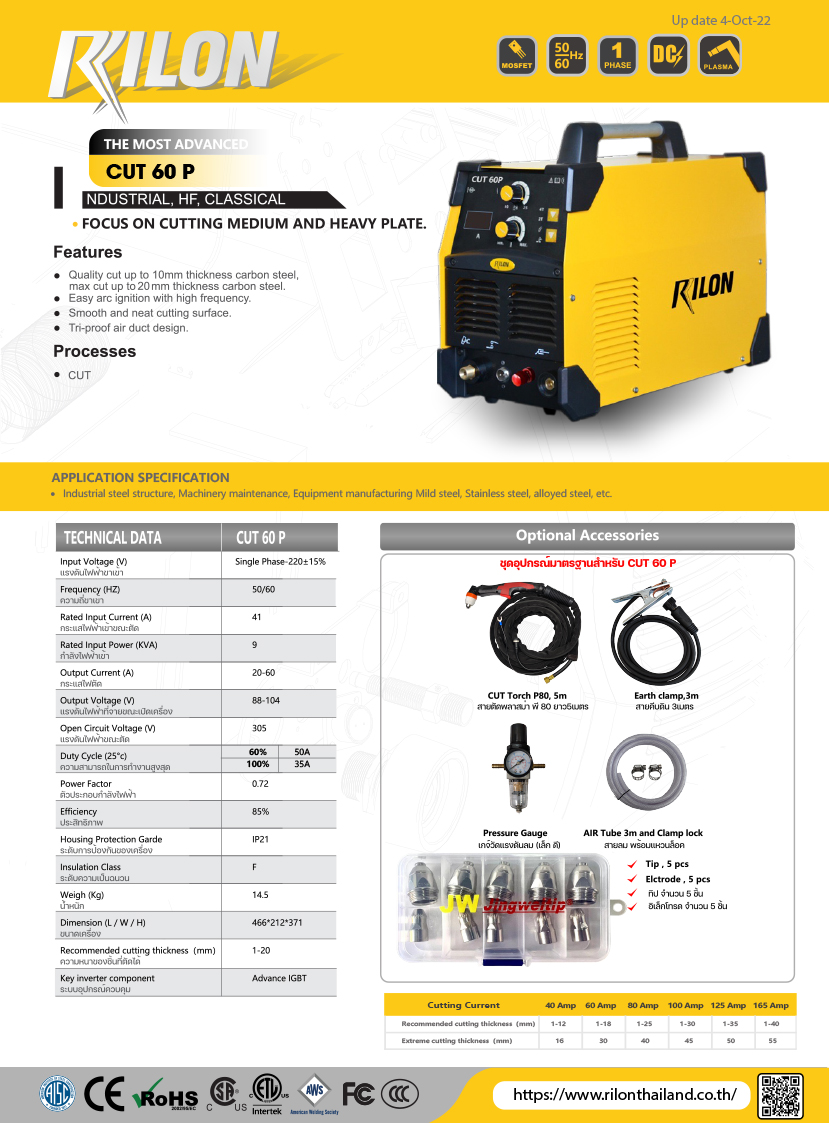 Up date 4-Oct-22
RILON
MOSFET
50
60 Hz
1
PHASE
DC
PLASMA
THE MOST ADVANCED
CUT 60 P
NDUSTRIAL, HF, CLASSICAL
• FOCUS ON CUTTING MEDIUM AND HEAVY PLATE.
CUT 60P
RILON
RILON
Features
● Quality cut up to 10mm thickness carbon steel,
max cut up to 20mm thickness carbon steel.
● Easy arc ignition with high frequency.
● Smooth and neat cutting surface.
● Tri-proof air duct design.
Processes
● CUT
APPLICATION SPECIFICATION
• Industrial steel structure, Machinery maintenance, Equipment manufacturing Mild steel, Stainless steel, alloyed steel, etc.
TECHNICAL DATA CUT 60 P
Input Voltage (V) Single Phase-220±15%
แรงดันไฟฟ้าขาเข้า
Frequency (HZ) 50/60
ความถี่ขาเข้า
Rated Input Current (A) 41
กระแสไฟฟ้าเข้าขณะตัด
Rated Input Power (KVA) 9
กำลังไฟฟ้าเข้า
Output Current (A) 20-60
กระแสไฟตัด
Output Voltage (V) 88-104
แรงดันไฟฟ้าที่จ่ายขณะเปิดเครื่อง
Open Circuit Voltage (V) 305
แรงดันไฟฟ้าขณะตัด
Duty Cycle (25°c) 60% 50A
ความสามารถในการทำงานสูงสุด 100% 35A
Power Factor 0.72
ตัวประกอบกำลังไฟฟ้า
Efficiency 85%
ประสิทธิภาพ
Housing Protection Garde IP21
ระดับการป้องกันของเครื่อง
Insulation Class F
ระดับความเป็นฉนวน
Weigh (Kg) 14.5
น้ำหนัก
Dimension (L / W / H) 466*212*371
ขนาดเครื่อง
Recommended cutting thickness (mm) 1-20
ความหนาของชิ้นที่ตัดได้
Key inverter component Advance IGBT
ระบบอุปกรณ์ควบคุม
Optional Accessories
ชุดอุปกรณ์มาตรฐานสำหรับ CUT 60 P
CUT Torch P80, 5m
สายตัดพลาสม่า พี 80 ยาว5เมตร
Earth clamp,3m
สายคีบดิน 3เมตร
Pressure Gauge
เกจ์วัดแรงดันลม (เล็ก ดี)
AIR Tube 3m and Clamp lock
สายลม พร้อมแหวนล็อค
JW Jingweitip
Tip , 5 pcs
Elctrode , 5 pcs
ทิป จำนวน 5 ชิ้น
อิเล็กโทรด จำนวน 5 ชิ้น
Cutting Current 40 Amp 60 Amp 80 Amp 100 Amp 125 Amp 165 Amp
Recommended cutting thickness (mm) 1-12 1-18 1-25 1-30 1-35 1-40
Extreme cutting thickness (mm) 16 30 40 45 50 55
AISC
CE
RoHS
2002/95/EC
C SA US
C ETL US
Intertek
AWS
American Welding Society
FC
CCC
https://www.rilonthailand.co.th/